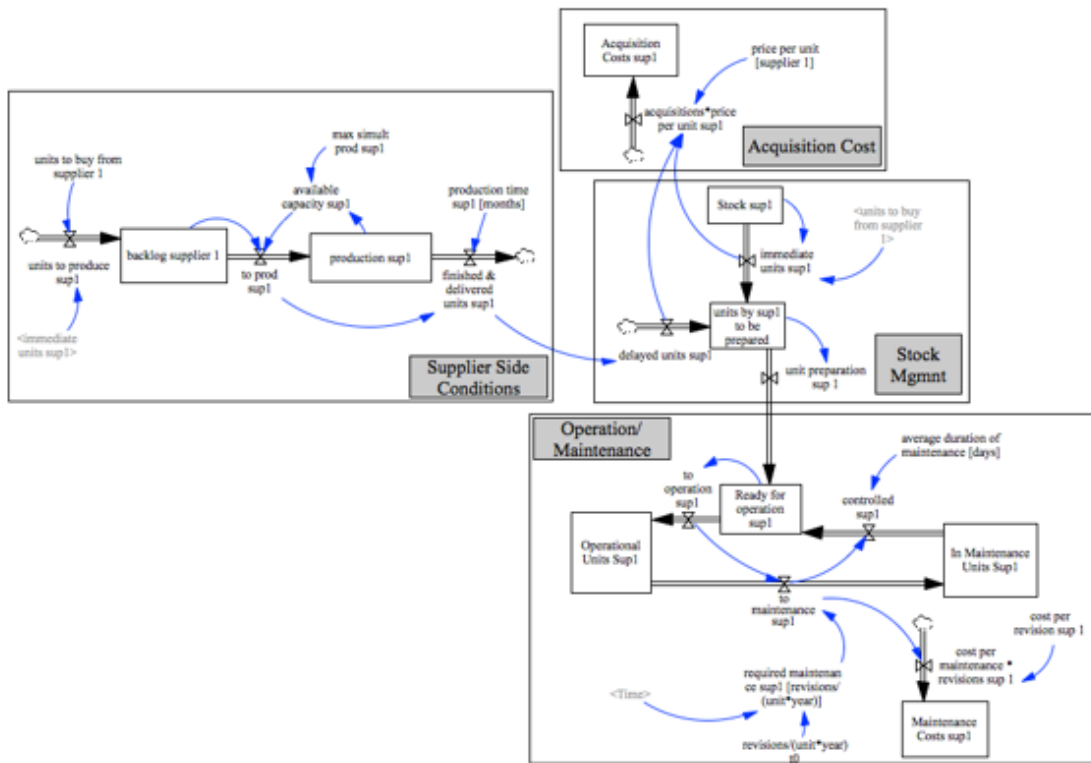 Acquisition
Costs sup1
price per unit
[supplier 1]
acquisitions*price
per unit sup1
Acquisition Cost
units to buy from
supplier 1
max simult
prod sup1
available
capacity sup1
production time
sup1 [months]
backlog supplier 1
production sup1
units to produce
sup1
to prod
sup1
finished &
delivered
units sup1
<immediate
units sup1>
Supplier Side
Conditions
Stock sup1
<units to buy
from supplier
1>
immediate
units sup1
units by sup1
to be
prepared
delayed units sup1
unit preparation
sup 1
Stock
Mgmnt
Operation/
Maintenance
average duration of
maintenance [days]
to
operation
sup1
Ready for
operation
sup1
controlled
sup1
Operational
Units Sup1
In Maintenance
Units Sup1
to
maintenance
sup1
cost per
revision sup 1
cost per
maintenance *
revisions sup 1
required maintenan
ce sup1 [revisions/
(unit*year)]
<Time>
revisions/(unit*year)
t0
Maintenance
Costs sup1